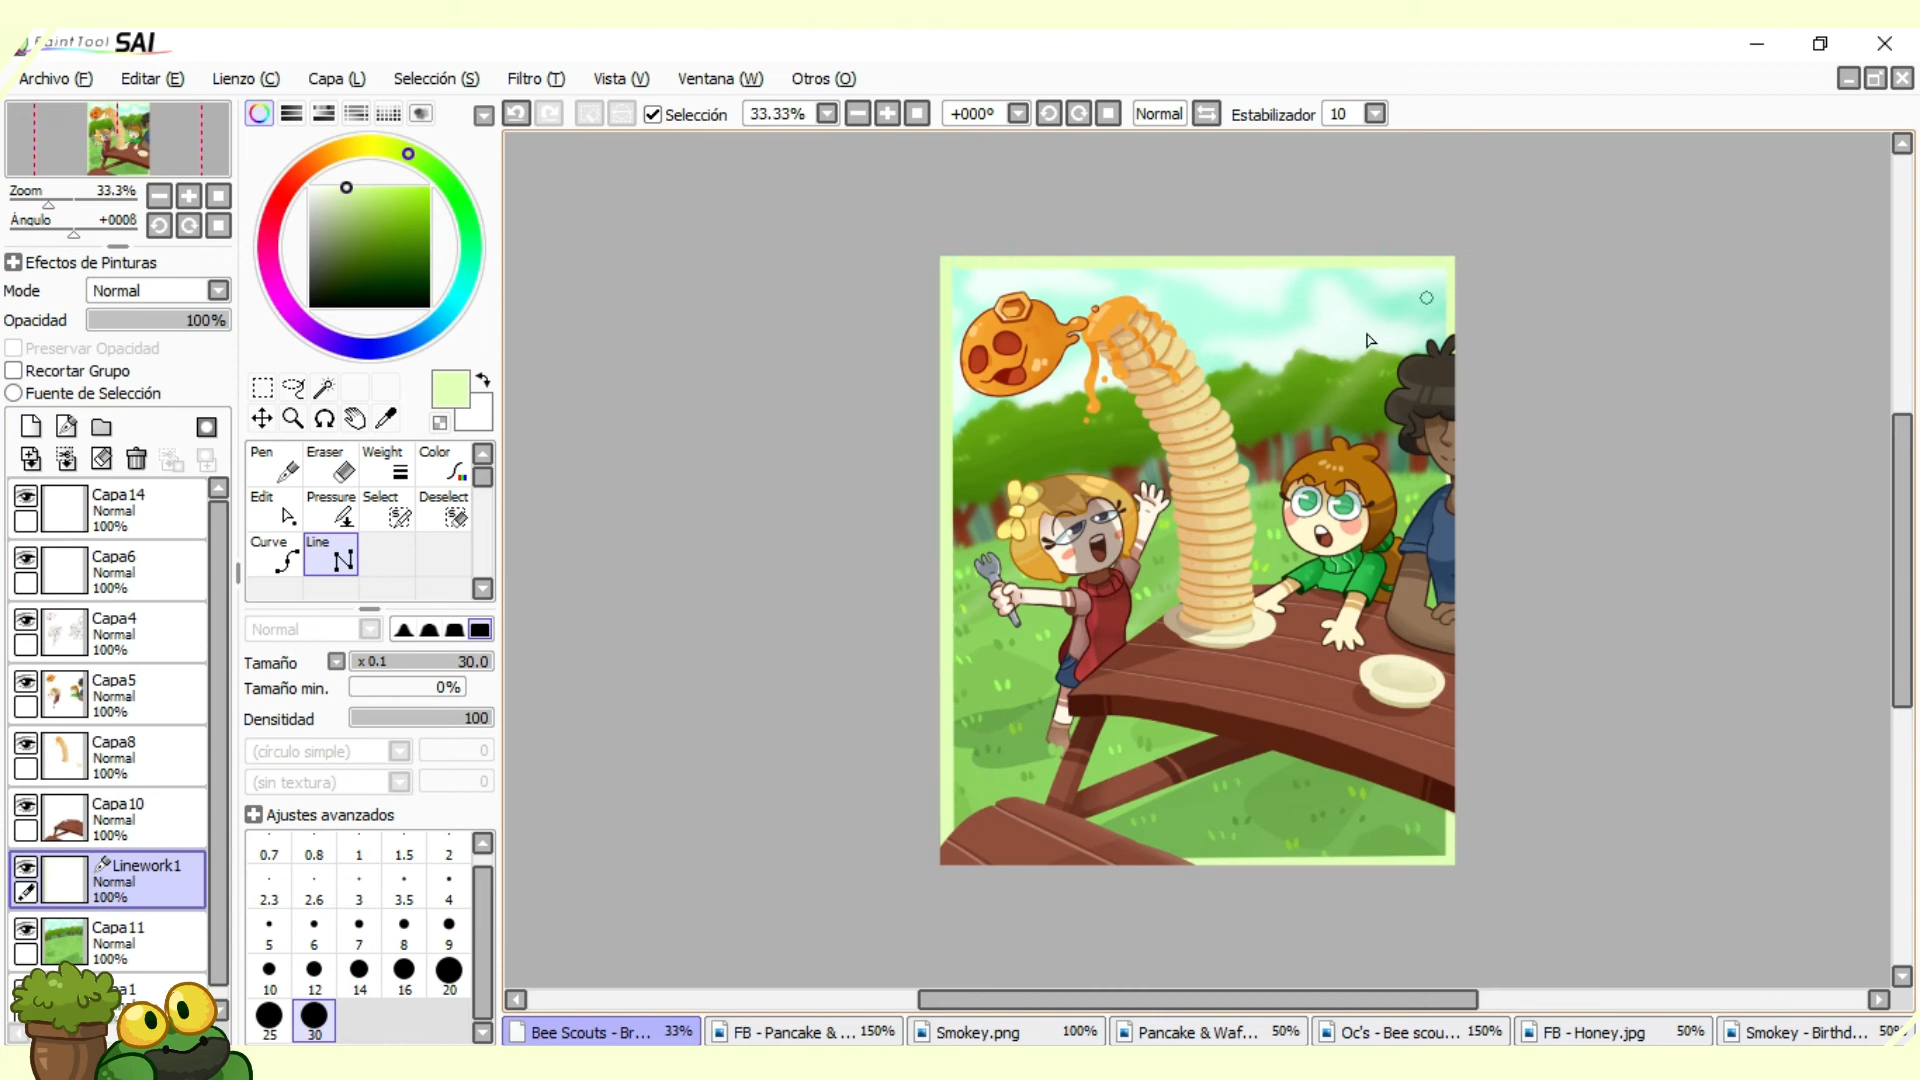 PaintTool SAI
Archivo (F) Editar (E) Lienzo (C) Capa (L) Selección (S) Filtro (T) Vista (V) Ventana (W) Otros (O)
Selección 33.33% +000º Normal Estabilizador 10
Zoom 33.3%
Ángulo +000ß
Efectos de Pinturas
Mode Normal
Opacidad 100%
Preservar Opacidad
Recortar Grupo
Fuente de Selección
Capa14
Normal
100%
Capa6
Normal
100%
Capa4
Normal
100%
Capa5
Normal
100%
Capa8
Normal
100%
Capa10
Normal
100%
Linework1
Normal
100%
Capa11
Normal
100%
pa1
Pen Eraser Weight Color
Edit Pressure Select Deselect
Curve Line
Normal
Tamaño x 0.1 30.0
Tamaño min. 0%
Densitidad 100
(círculo simple) 0
(sin textura) 0
Ajustes avanzados
0.7 0.8 1 1.5 2
2.3 2.6 3 3.5 4
5 6 7 8 9
10 12 14 16 20
25 30
Bee Scouts - Br... 33% FB - Pancake & ... 150% Smokey.png 100% Pancake & Waf... 50% Oc's - Bee scou... 150% FB - Honey.jpg 50% Smokey - Birthd... 50%